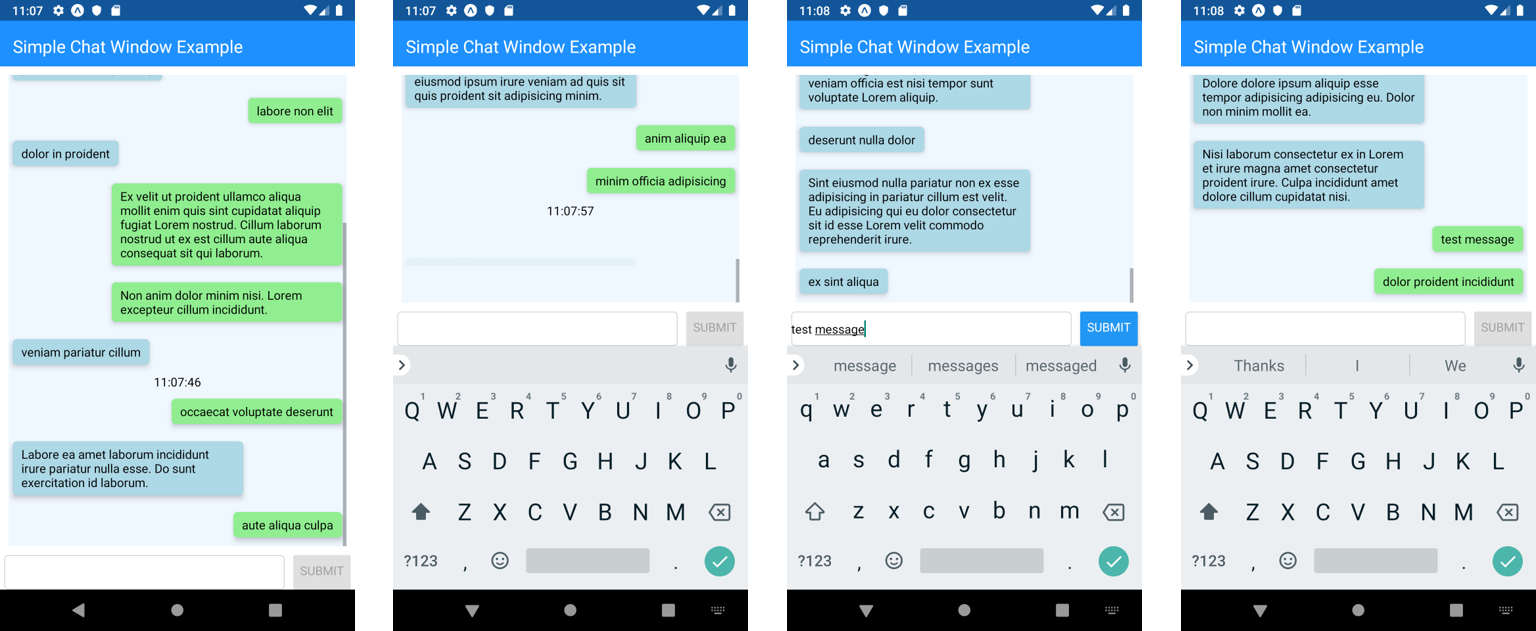 11:07
Simple Chat Window Example
labore non elit
dolor in proident
Ex velit ut proident ullamco aliqua
mollit enim quis sint cupidatat aliquip
fugiat Lorem nostrud. Cillum laborum
nostrud ut ex est cillum aute aliqua
consequat sit qui laborum.
Non anim dolor minim nisi. Lorem
excepteur cillum incididunt.
veniam pariatur cillum
11:07:46
occaecat voluptate deserunt
Labore ea amet laborum incididunt
irure pariatur nulla esse. Do sunt
exercitation id laborum.
aute aliqua culpa
SUBMIT
11:07
Simple Chat Window Example
eiusmod ipsum irure veniam ad quis sit
quis proident sit adipisicing minim.
anim aliquip ea
minim officia adipisicing
11:07:57
SUBMIT
1 2 3 4 5 6 7 8 9 0
Q W E R T Y U I O P
A S D F G H J K L
Z X C V B N M
?123 , .
11:08
Simple Chat Window Example
veniam officia est nisi tempor sunt
voluptate Lorem aliquip.
deserunt nulla dolor
Sint eiusmod nulla pariatur non ex esse
adipisicing in pariatur cillum est velit.
Eu adipisicing qui eu dolor consectetur
sit id esse Lorem velit commodo
reprehenderit irure.
ex sint aliqua
test message
SUBMIT
message messages messaged
1 2 3 4 5 6 7 8 9 0
q w e r t y u i o p
a s d f g h j k l
z x c v b n m
?123 , .
11:08
Simple Chat Window Example
Dolore dolore ipsum aliquip esse
tempor adipisicing adipisicing eu. Dolor
non minim mollit ea.
Nisi laborum consectetur ex in Lorem
et irure magna amet consectetur
proident irure. Culpa incididunt amet
dolore cillum cupidatat nisi.
test message
dolor proident incididunt
SUBMIT
Thanks I We
1 2 3 4 5 6 7 8 9 0
Q W E R T Y U I O P
A S D F G H J K L
Z X C V B N M
?123 , .